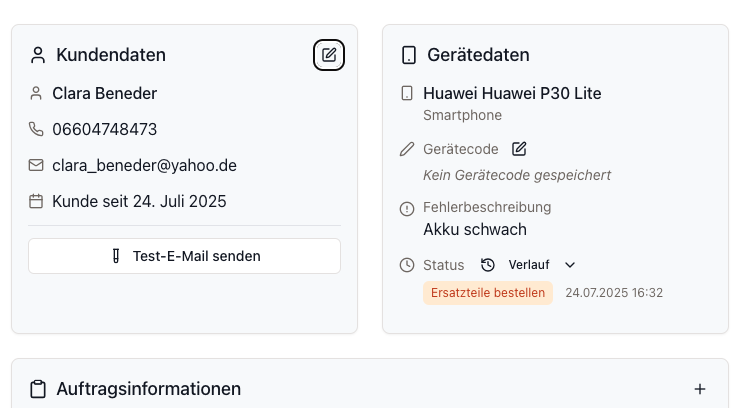 Kundendaten
Clara Beneder
06604748473
clara_beneder@yahoo.de
Kunde seit 24. Juli 2025
Test-E-Mail senden
Gerätedaten
Huawei Huawei P30 Lite
Smartphone
Gerätecode
Kein Gerätecode gespeichert
Fehlerbeschreibung
Akku schwach
Status Verlauf
Ersatzteile bestellen 24.07.2025 16:32
Auftragsinformationen